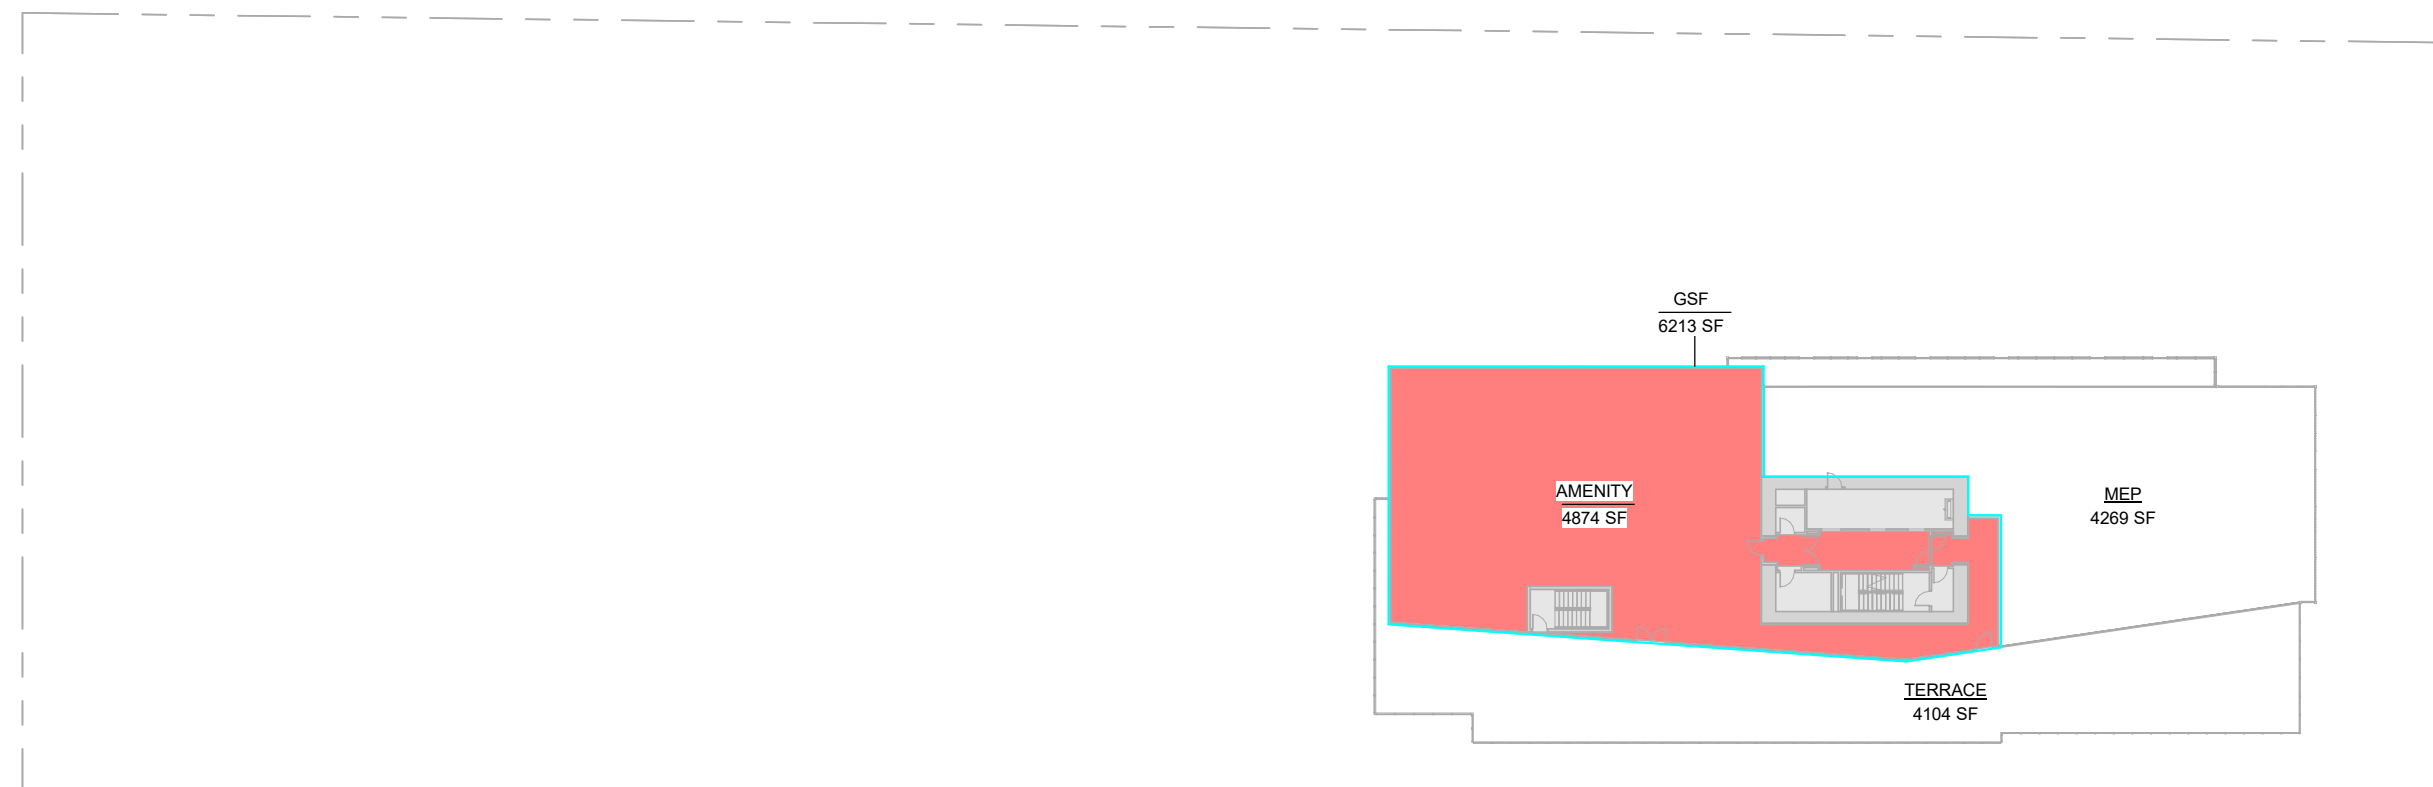 GSF
6213 SF
AMENITY
4874 SF
MEP
4269 SF
TERRACE
4104 SF